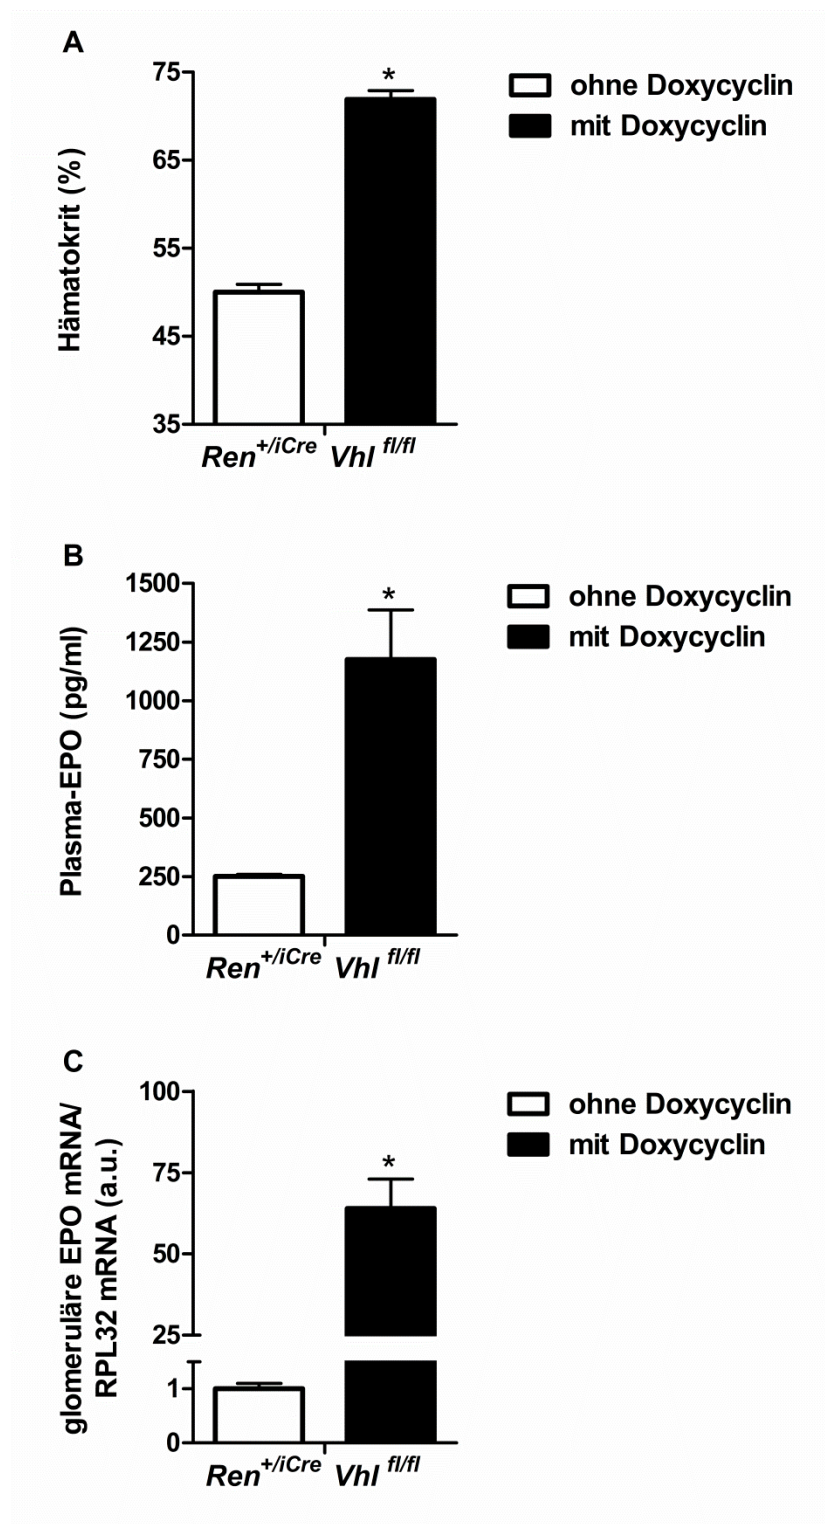 A
Hämatokrit (%)
75
65
55
45
35
*
ohne Doxycyclin
mit Doxycyclin
Ren+/iCre Vhl fl/fl
B
Plasma-EPO (pg/ml)
1500
1250
1000
750
500
250
0
*
ohne Doxycyclin
mit Doxycyclin
Ren+/iCre Vhl fl/fl
C
glomeruläre EPO mRNA/
RPL32 mRNA (a.u.)
100
75
50
25
1
0
*
ohne Doxycyclin
mit Doxycyclin
Ren+/iCre Vhl fl/fl